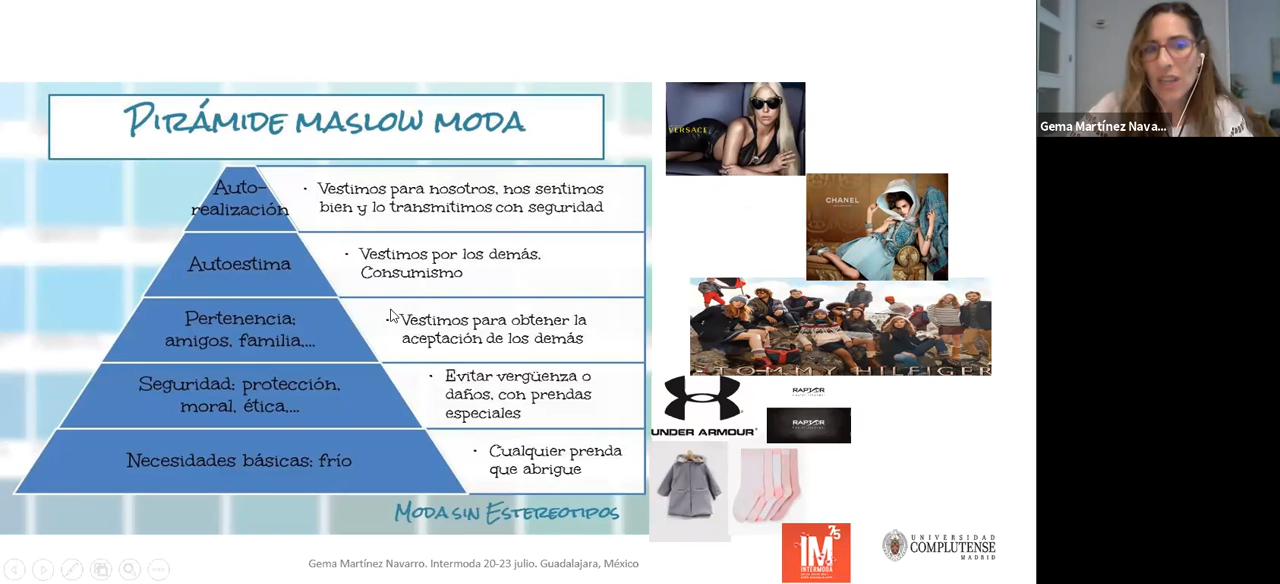 PIRÁMIDE MASLOW MODA
Auto-
realización
• Vestimos para nosotros, nos sentimos
bien y lo transmitimos con seguridad
Autoestima
• Vestimos por los demás.
Consumismo
Pertenencia;
amigos, familia,...
• Vestimos para obtener la
aceptación de los demás
Seguridad: protección,
moral, ética,...
• Evitar vergüenza o
daños, con prendas
especiales
Necesidades básicas: frío
• Cualquier prenda
que abrigue
MODA SIN ESTEREOTIPOS
VERSACE
CHANEL
TOMMY HILFIGER
UNDER ARMOUR
RAPTOR
RAPTOR
75
IM
INTERMODA
UNIVERSIDAD
COMPLUTENSE
MADRID
Gema Martínez Navarro. Intermoda 20-23 julio. Guadalajara, México
Gema Martínez Nava...